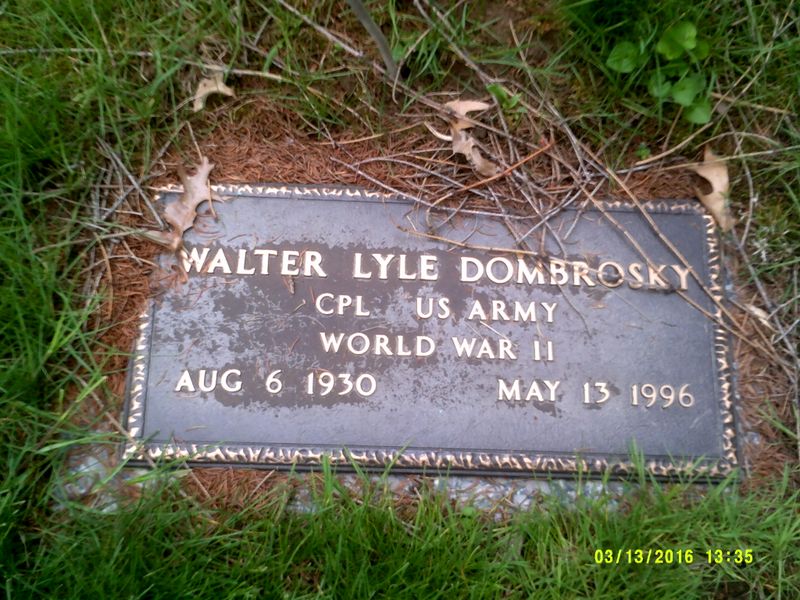 WALTER LYLE DOMBROSKY
CPL US ARMY
WORLD WAR II
AUG 6 1930 MAY 13 1996
03/13/2016 13:35